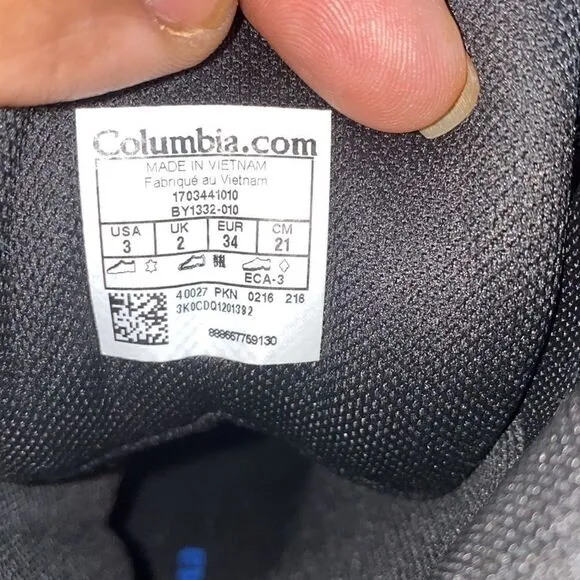 Columbia.com
MADE IN VIETNAM
Fabriqué au Vietnam
1703441010
BY1332-010
USA UK EUR CM
3 2 34 21
ECA-3
40027 PKN 0216 216
3K0CDQ1201392
888667759130